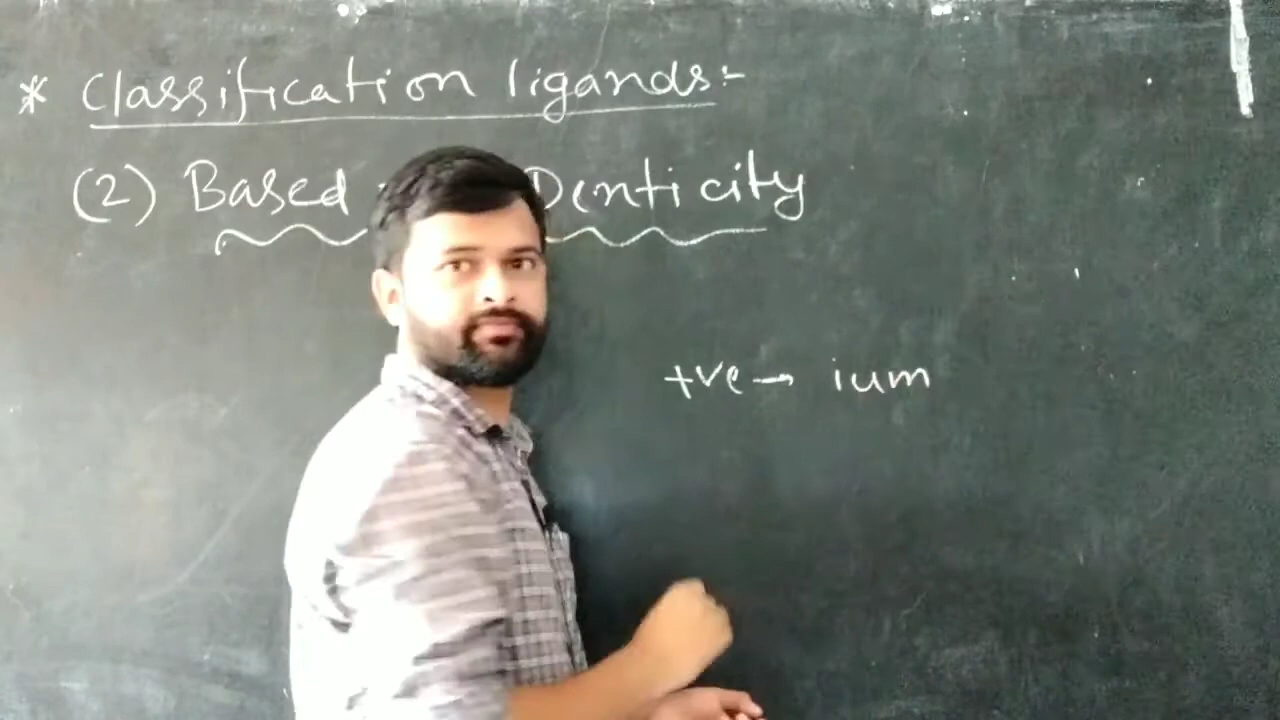 * Classification ligands:-
(2) Based Denticity
+ve → ium